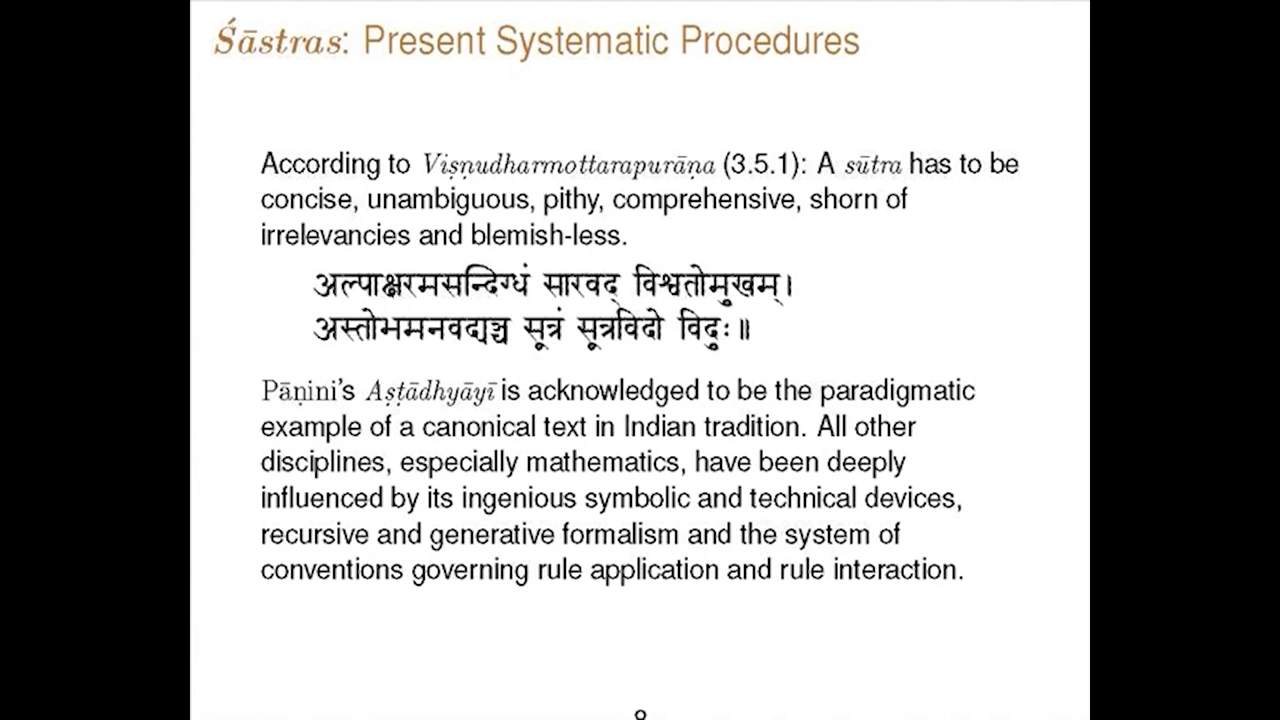 Śāstras: Present Systematic Procedures
According to Viṣṇudharmottarapurāṇa (3.5.1): A sūtra has to be
concise, unambiguous, pithy, comprehensive, shorn of
irrelevancies and blemish-less.
अल्पाक्षरमसन्दिग्धं सारवद् विश्वतोमुखम्।
अस्तोभमनवद्यञ्च सूत्रं सूत्रविदो विदुः॥
Pāṇini's Aṣṭādhyāyī is acknowledged to be the paradigmatic
example of a canonical text in Indian tradition. All other
disciplines, especially mathematics, have been deeply
influenced by its ingenious symbolic and technical devices,
recursive and generative formalism and the system of
conventions governing rule application and rule interaction.